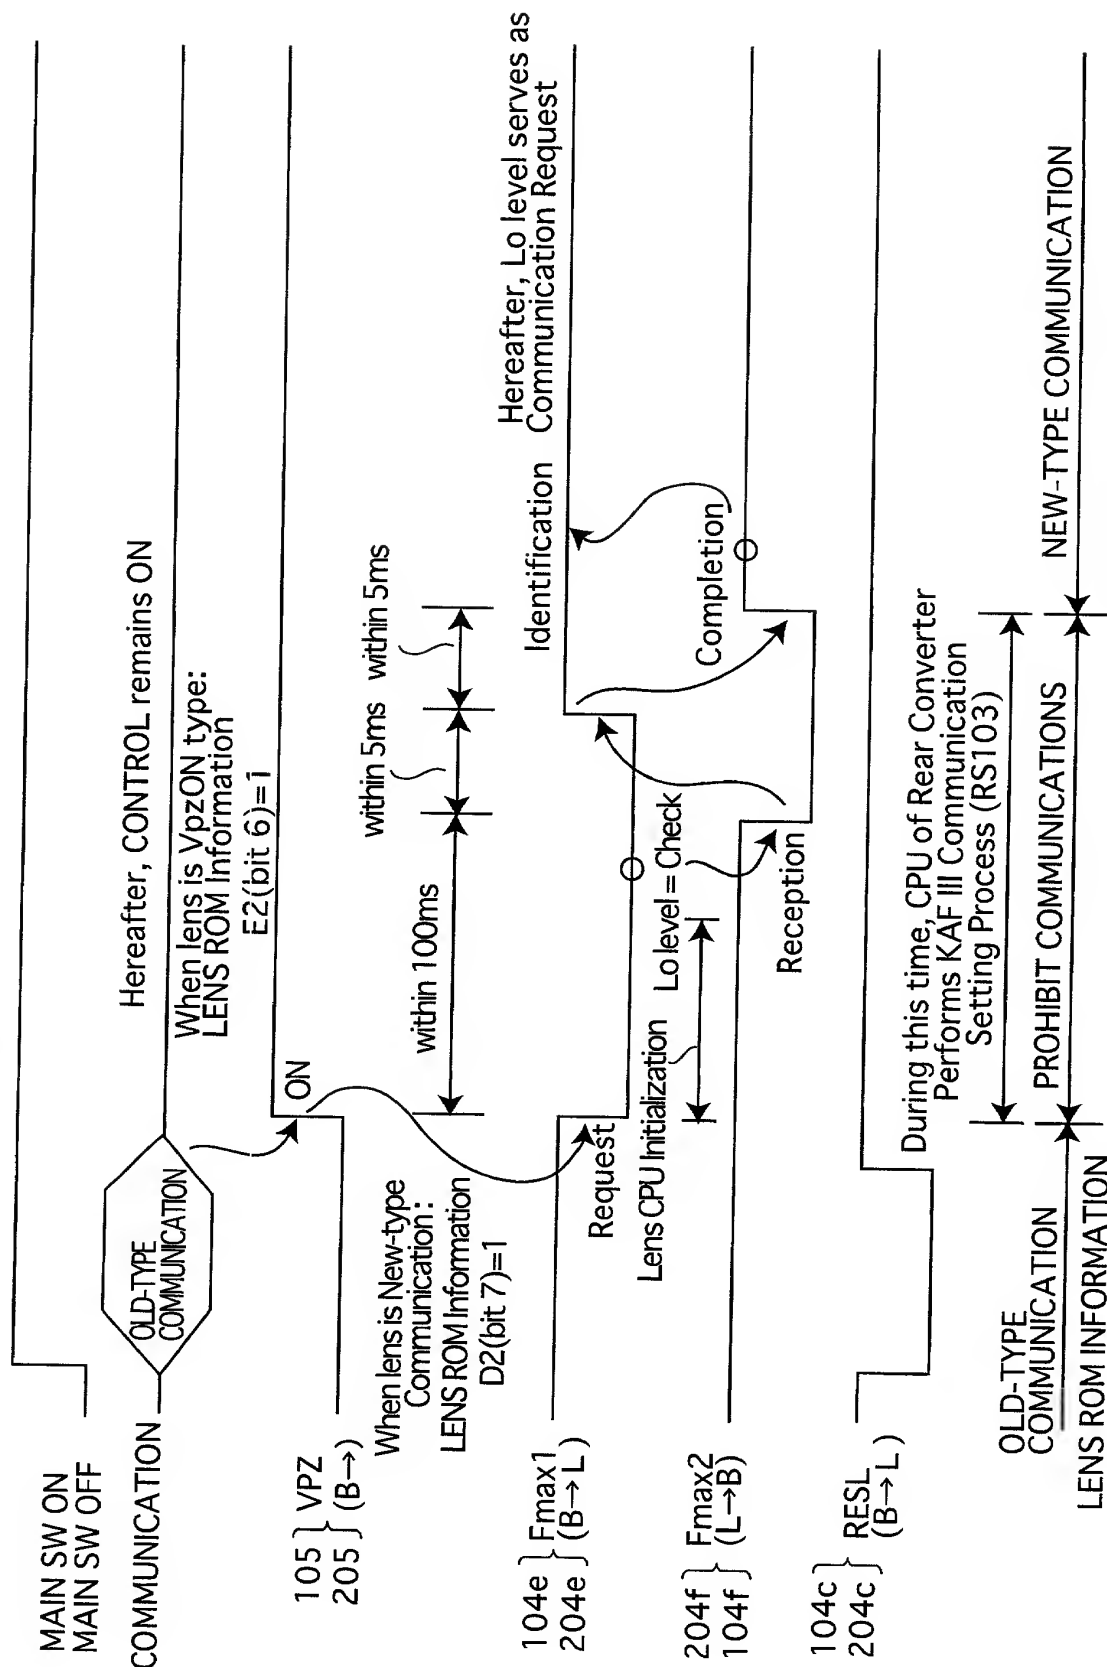 MAIN SW ON
MAIN SW OFF
COMMUNICATION
OLD-TYPE
COMMUNICATION
Hereafter, CONTROL remains ON
When lens is VpzON type:
LENS ROM Information
E2(bit 6)=1
105
205
VPZ
(B→)
ON
When lens is New-type
Communication:
LENS ROM Information
D2(bit 7)=1
within 100ms
within 5ms
within 5ms
104e
204e
Fmax1
(B→L)
Request
Identification
Hereafter, Lo level serves as
Communication Request
Lens CPU Initialization
Lo level = Check
204f
104f
Fmax2
(L→B)
Reception
Completion
104c
204c
RESL
(B→L)
During this time, CPU of Rear Converter
Performs KAF III Communication
Setting Process (RS103)
OLD-TYPE
COMMUNICATION
PROHIBIT COMMUNICATIONS
NEW-TYPE COMMUNICATION
LENS ROM INFORMATION